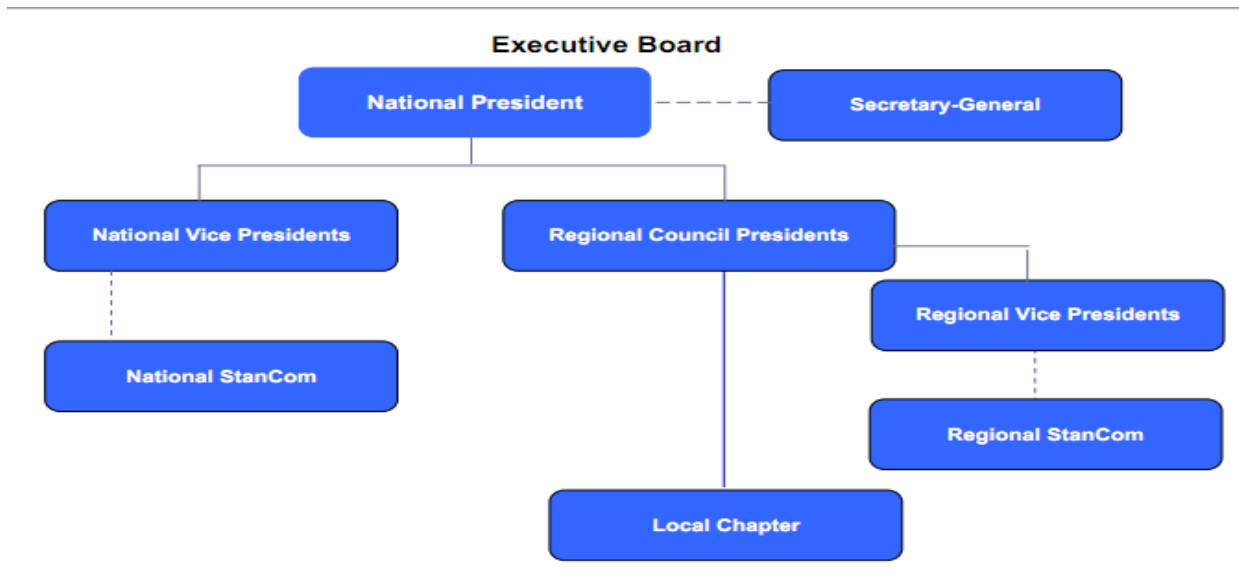 Executive Board
National President
Secretary-General
National Vice Presidents
Regional Council Presidents
Regional Vice Presidents
National StanCom
Regional StanCom
Local Chapter